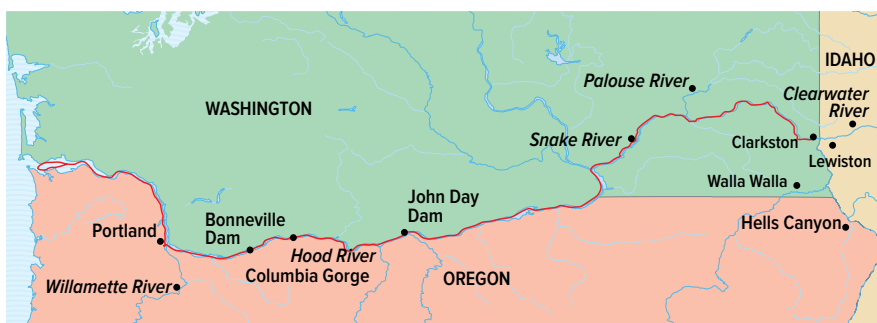 IDAHO
Palouse River
Clearwater
River
WASHINGTON
Snake River
Clarkston
Lewiston
Walla Walla
John Day
Dam
Bonneville
Dam
Portland
Hells Canyon
Hood River
Columbia Gorge
OREGON
Willamette River